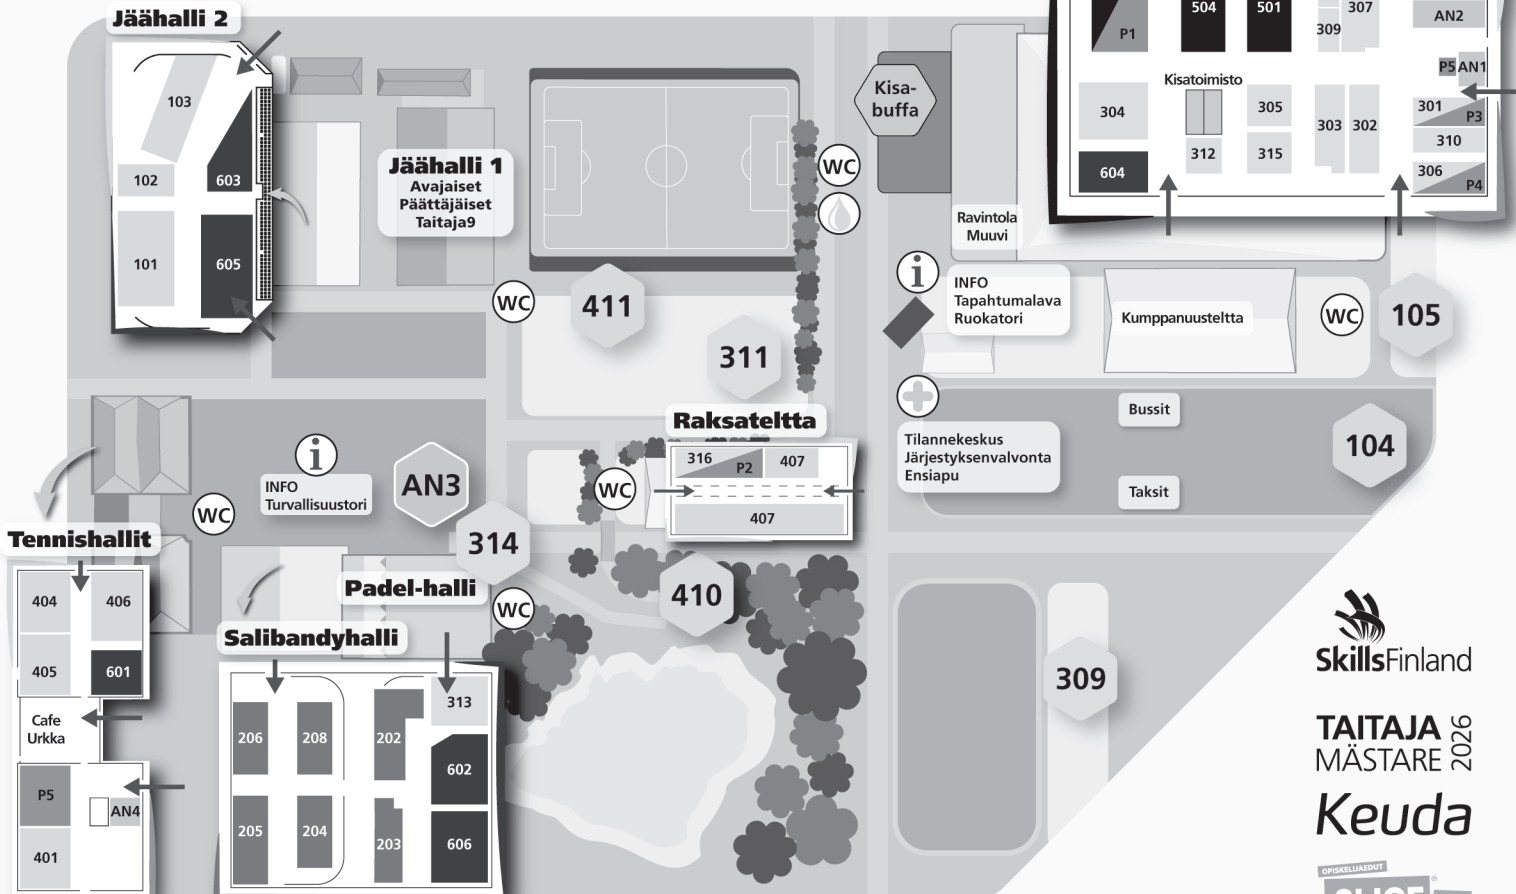 Jäähalli 2
103
102
603
101
605
Jäähalli 1
Avajaiset
Päättäjäiset
Taitaja9
WC
411
311
WC
Kisa-
buffa
P1
504
501
309
307
AN2
P5
AN1
Kisatoimisto
304
305
303
302
301
P3
310
312
315
306
P4
604
Ravintola
Muuvi
INFO
Tapahtumalava
Ruokatori
Kumppanuusteltta
WC
105
Tilannekeskus
Järjestyksenvalvonta
Ensiapu
Bussit
Taksit
104
Raksateltta
316
P2
407
407
WC
INFO
Turvallisuustori
AN3
WC
314
410
Tennishallit
404
406
405
601
Cafe
Urkka
P5
AN4
401
Padel-halli
WC
Salibandyhalli
313
206
208
202
602
205
204
203
606
309
SkillsFinland
TAITAJA
MÄSTARE
2026
Keuda
OPISKELIJAEDUT